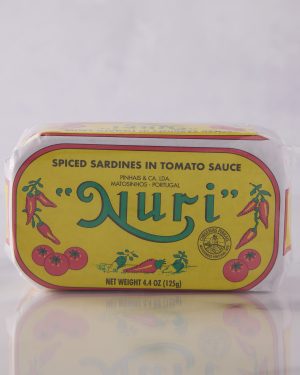 SPICED SARDINES IN TOMATO SAUCE
PINHAIS & CA. LDA.
MATOSINHOS - PORTUGAL
"Nuri"
NET WEIGHT 4.4 OZ (125g)